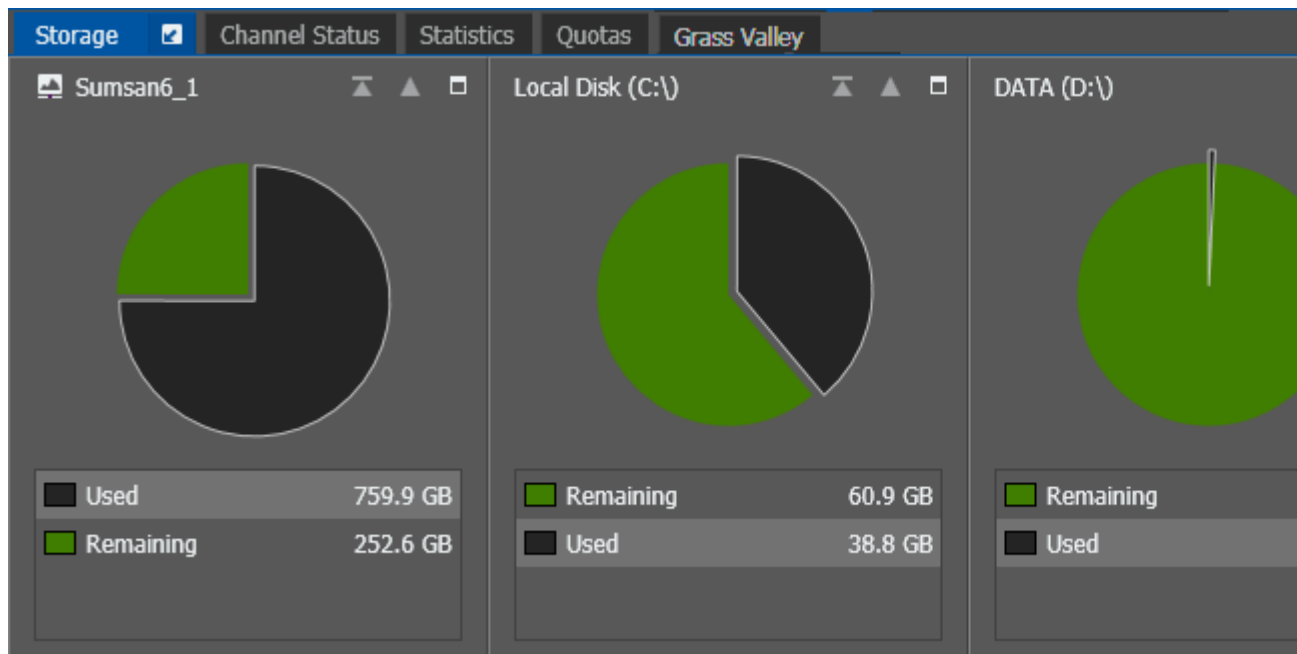 Storage Channel Status Statistics Quotas Grass Valley
Sumsan6_1
Used 759.9 GB
Remaining 252.6 GB
Local Disk (C:\)
Remaining 60.9 GB
Used 38.8 GB
DATA (D:\)
Remaining
Used